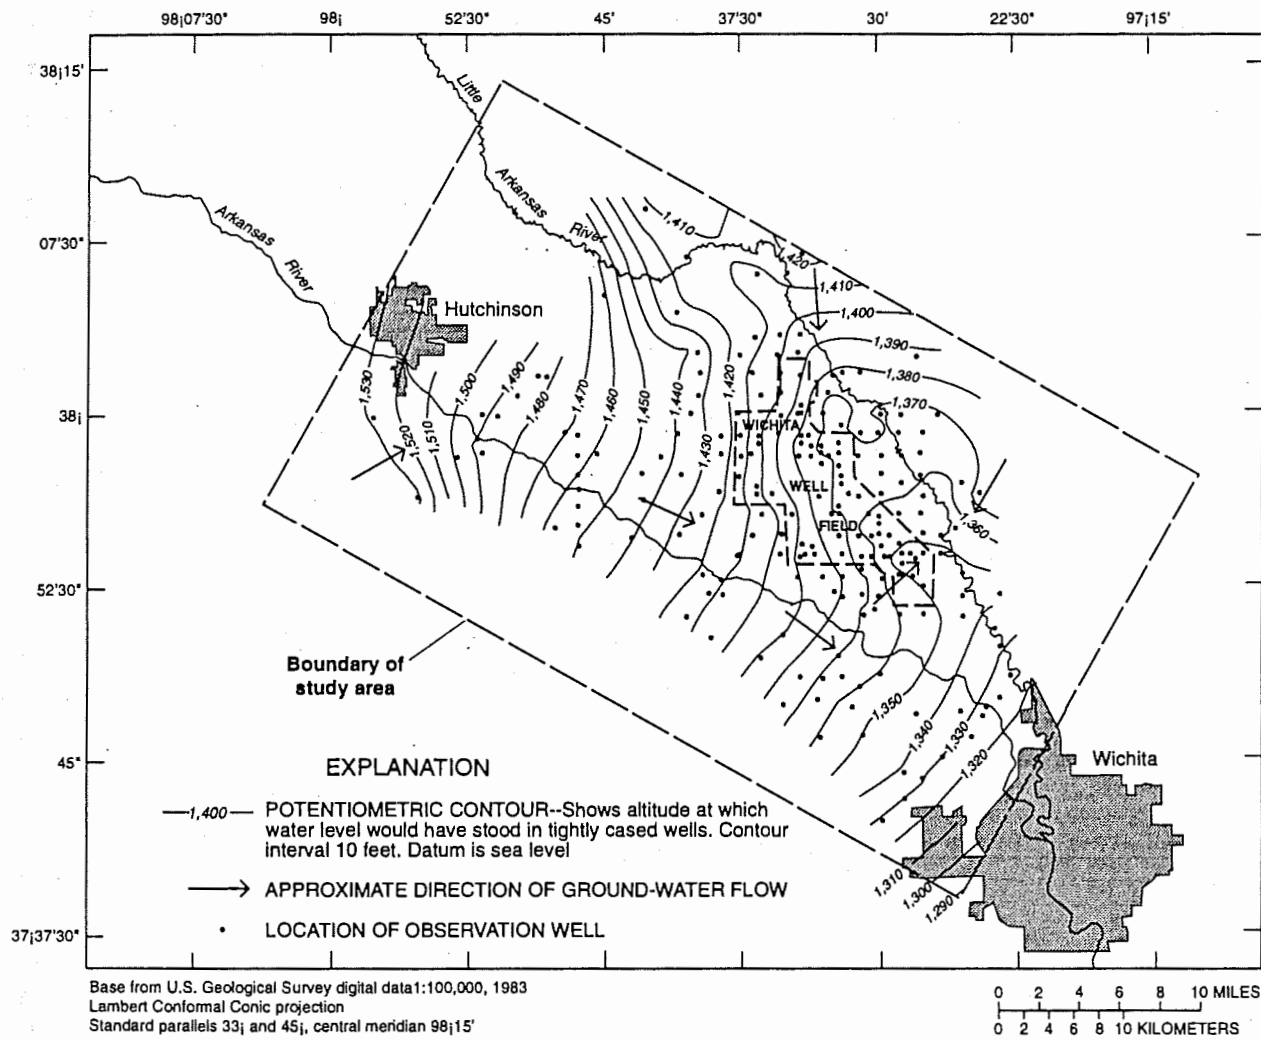 98¡07'30"
98¡
52'30"
45'
37'30"
30'
22'30"
97¡15'
38¡15'
07'30"
38¡
52'30"
45"
37¡37'30"
Little
Arkansas
River
Arkansas
River
Hutchinson
1,410
1,420
1,410
1,400
1,390
1,380
1,370
1,360
1,530
1,520
1,510
1,500
1,490
1,480
1,470
1,460
1,450
1,440
1,430
1,420
WICHITA
WELL
FIELD
1,350
1,340
1,330
1,320
1,310
1,300
1,290
Wichita
Boundary of
study area
EXPLANATION
1,400 POTENTIOMETRIC CONTOUR--Shows altitude at which
water level would have stood in tightly cased wells. Contour
interval 10 feet. Datum is sea level
APPROXIMATE DIRECTION OF GROUND-WATER FLOW
LOCATION OF OBSERVATION WELL
Base from U.S. Geological Survey digital data1:100,000, 1983
Lambert Conformal Conic projection
Standard parallels 33¡ and 45¡, central meridian 98¡15'
0 2 4 6 8 10 MILES
0 2 4 6 8 10 KILOMETERS